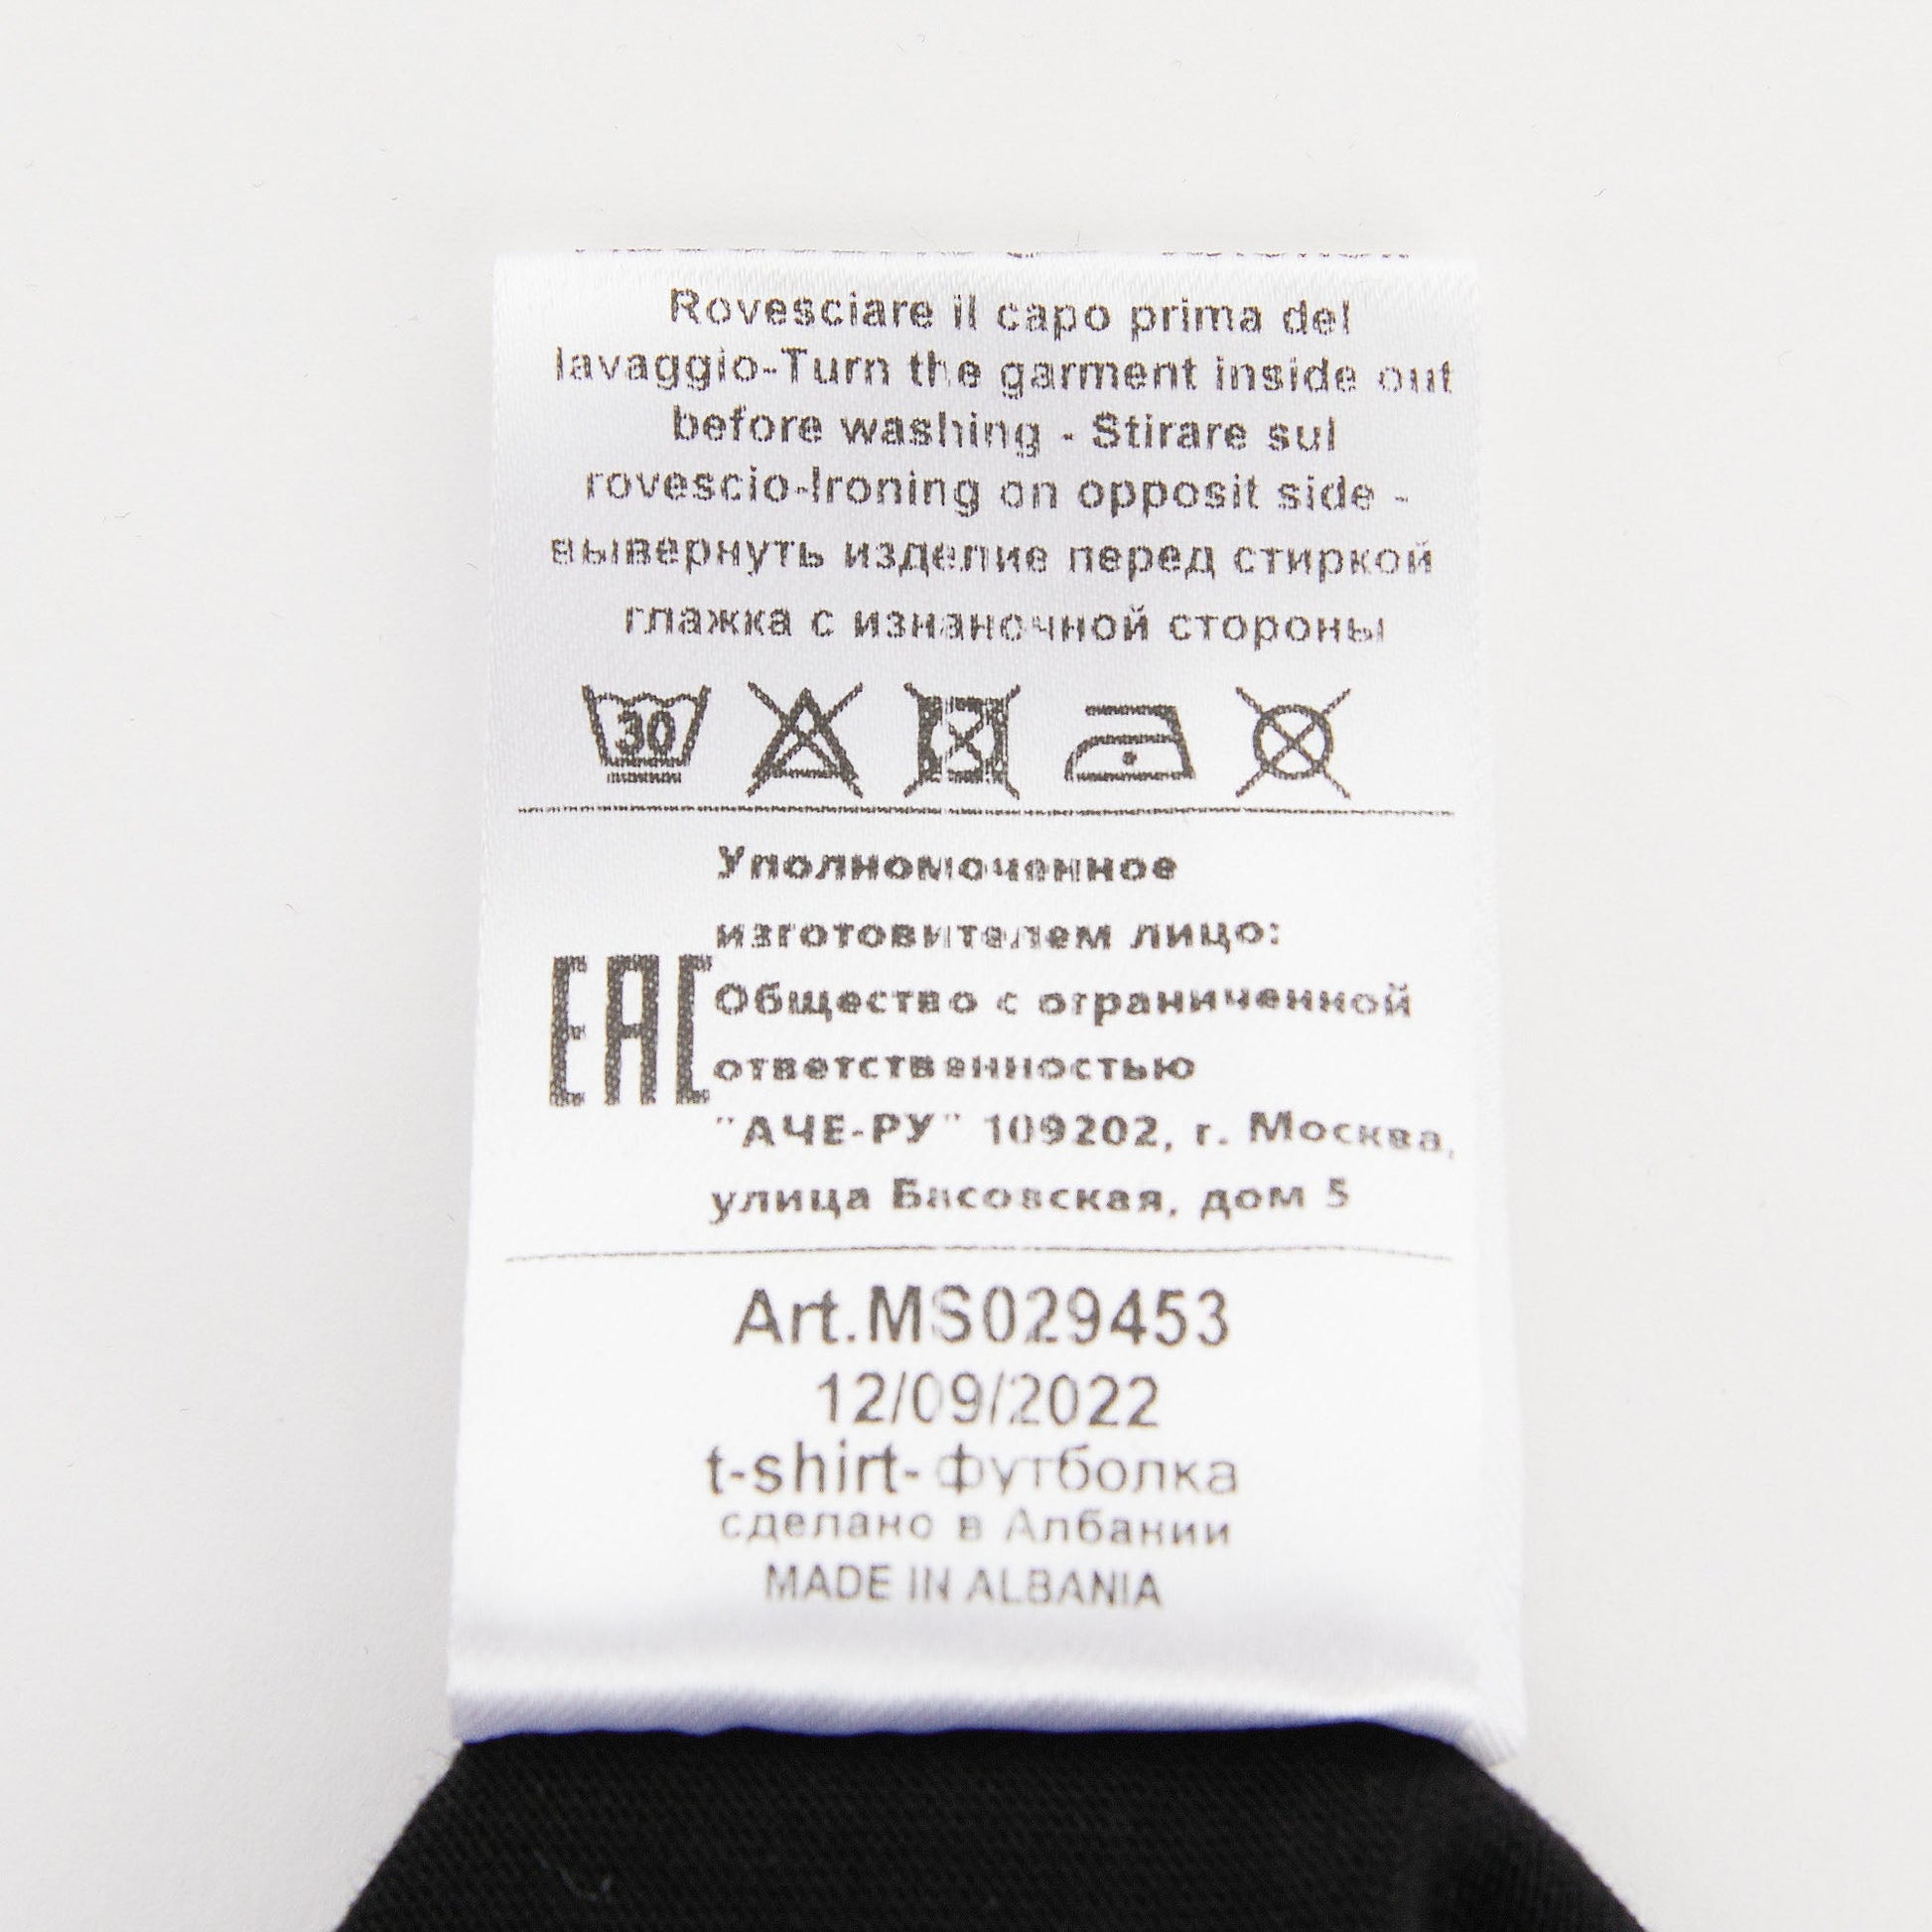 Rovesciare il capo prima del
lavaggio-Turn the garment inside out
before washing - Stirare sul
rovescio-Ironing on opposit side -
вывернуть изделие перед стиркой
глажка с изнаночной стороны
30
Уполномоченное
изготовителем лицо:
EAC
Общество с ограниченной
ответственностью
"АЧЕ-РУ" 109202, г. Москва,
улица Басовская, дом 5
Art.MS029453
12/09/2022
t-shirt-футболка
сделано в Албании
MADE IN ALBANIA